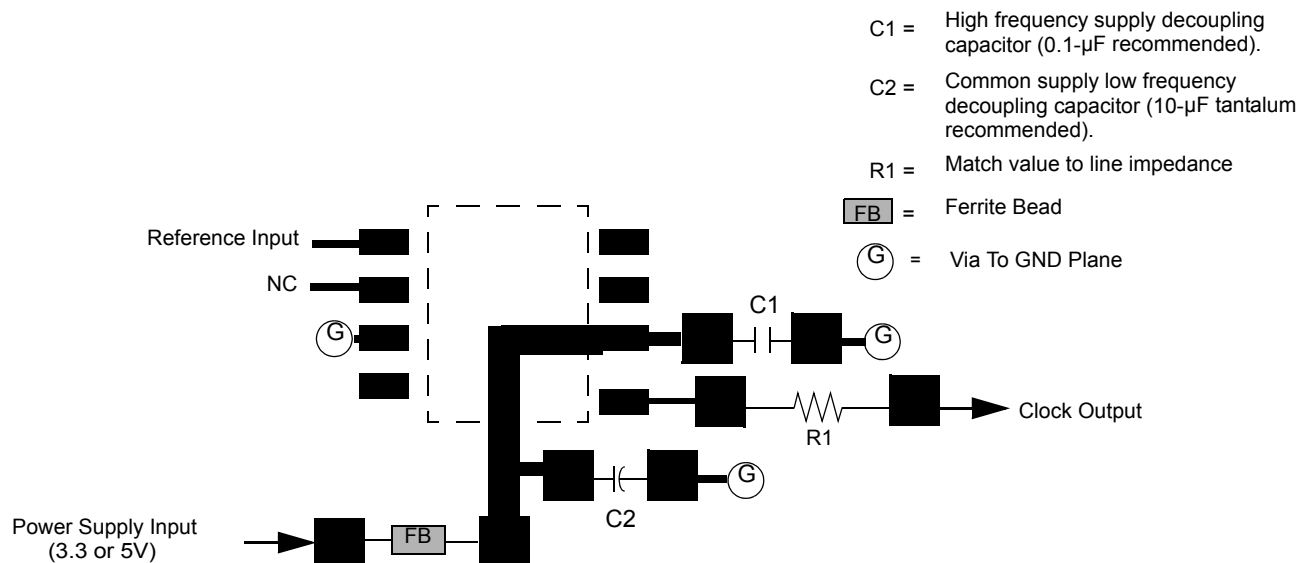 C1 = High frequency supply decoupling
capacitor (0.1-µF recommended).
C2 = Common supply low frequency
decoupling capacitor (10-µF tantalum
recommended).
R1 = Match value to line impedance
FB = Ferrite Bead
G = Via To GND Plane
Reference Input
NC
G
C1
G
R1
Clock Output
G
C2
Power Supply Input
(3.3 or 5V)
FB